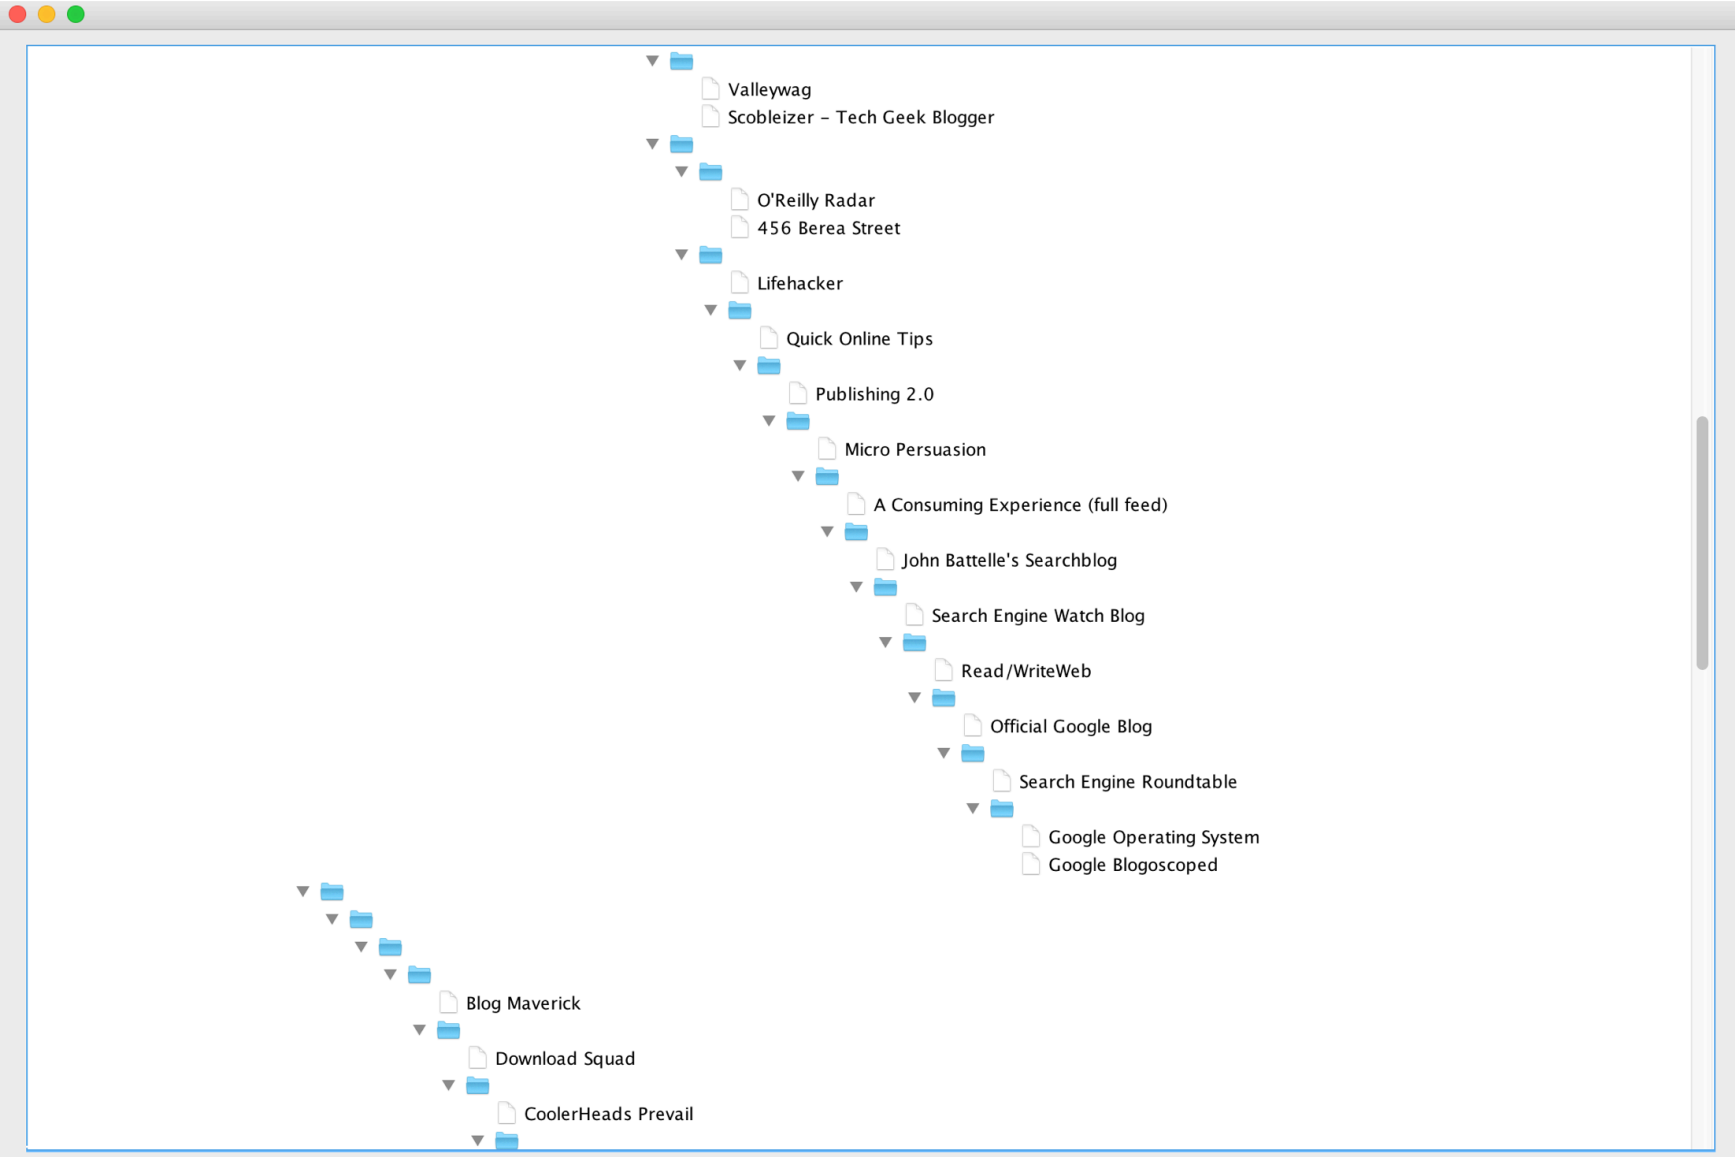 Valleywag
Scobleizer – Tech Geek Blogger
O'Reilly Radar
456 Berea Street
Lifehacker
Quick Online Tips
Publishing 2.0
Micro Persuasion
A Consuming Experience (full feed)
John Battelle's Searchblog
Search Engine Watch Blog
Read/WriteWeb
Official Google Blog
Search Engine Roundtable
Google Operating System
Google Blogoscoped
Blog Maverick
Download Squad
CoolerHeads Prevail